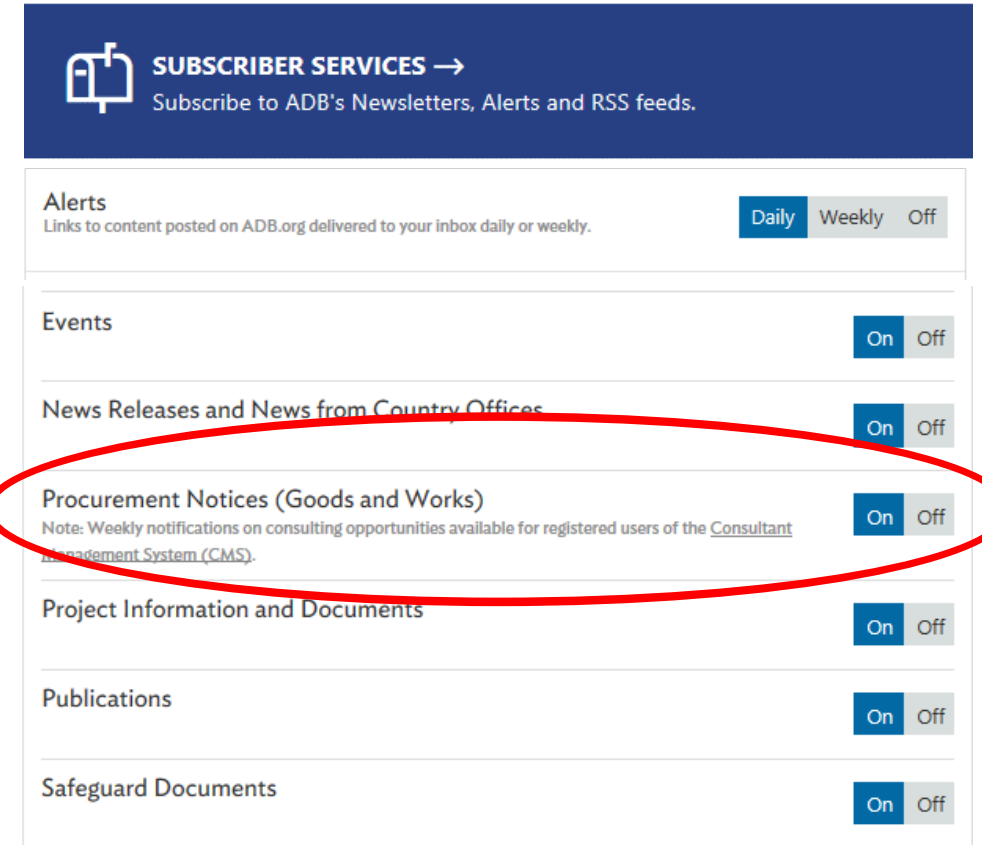 SUBSCRIBER SERVICES →
Subscribe to ADB's Newsletters, Alerts and RSS feeds.
Alerts
Links to content posted on ADB.org delivered to your inbox daily or weekly.
Daily Weekly Off
Events
On Off
News Releases and News from Country Offices
On Off
Procurement Notices (Goods and Works)
Note: Weekly notifications on consulting opportunities available for registered users of the Consultant
Management System (CMS).
On Off
Project Information and Documents
On Off
Publications
On Off
Safeguard Documents
On Off